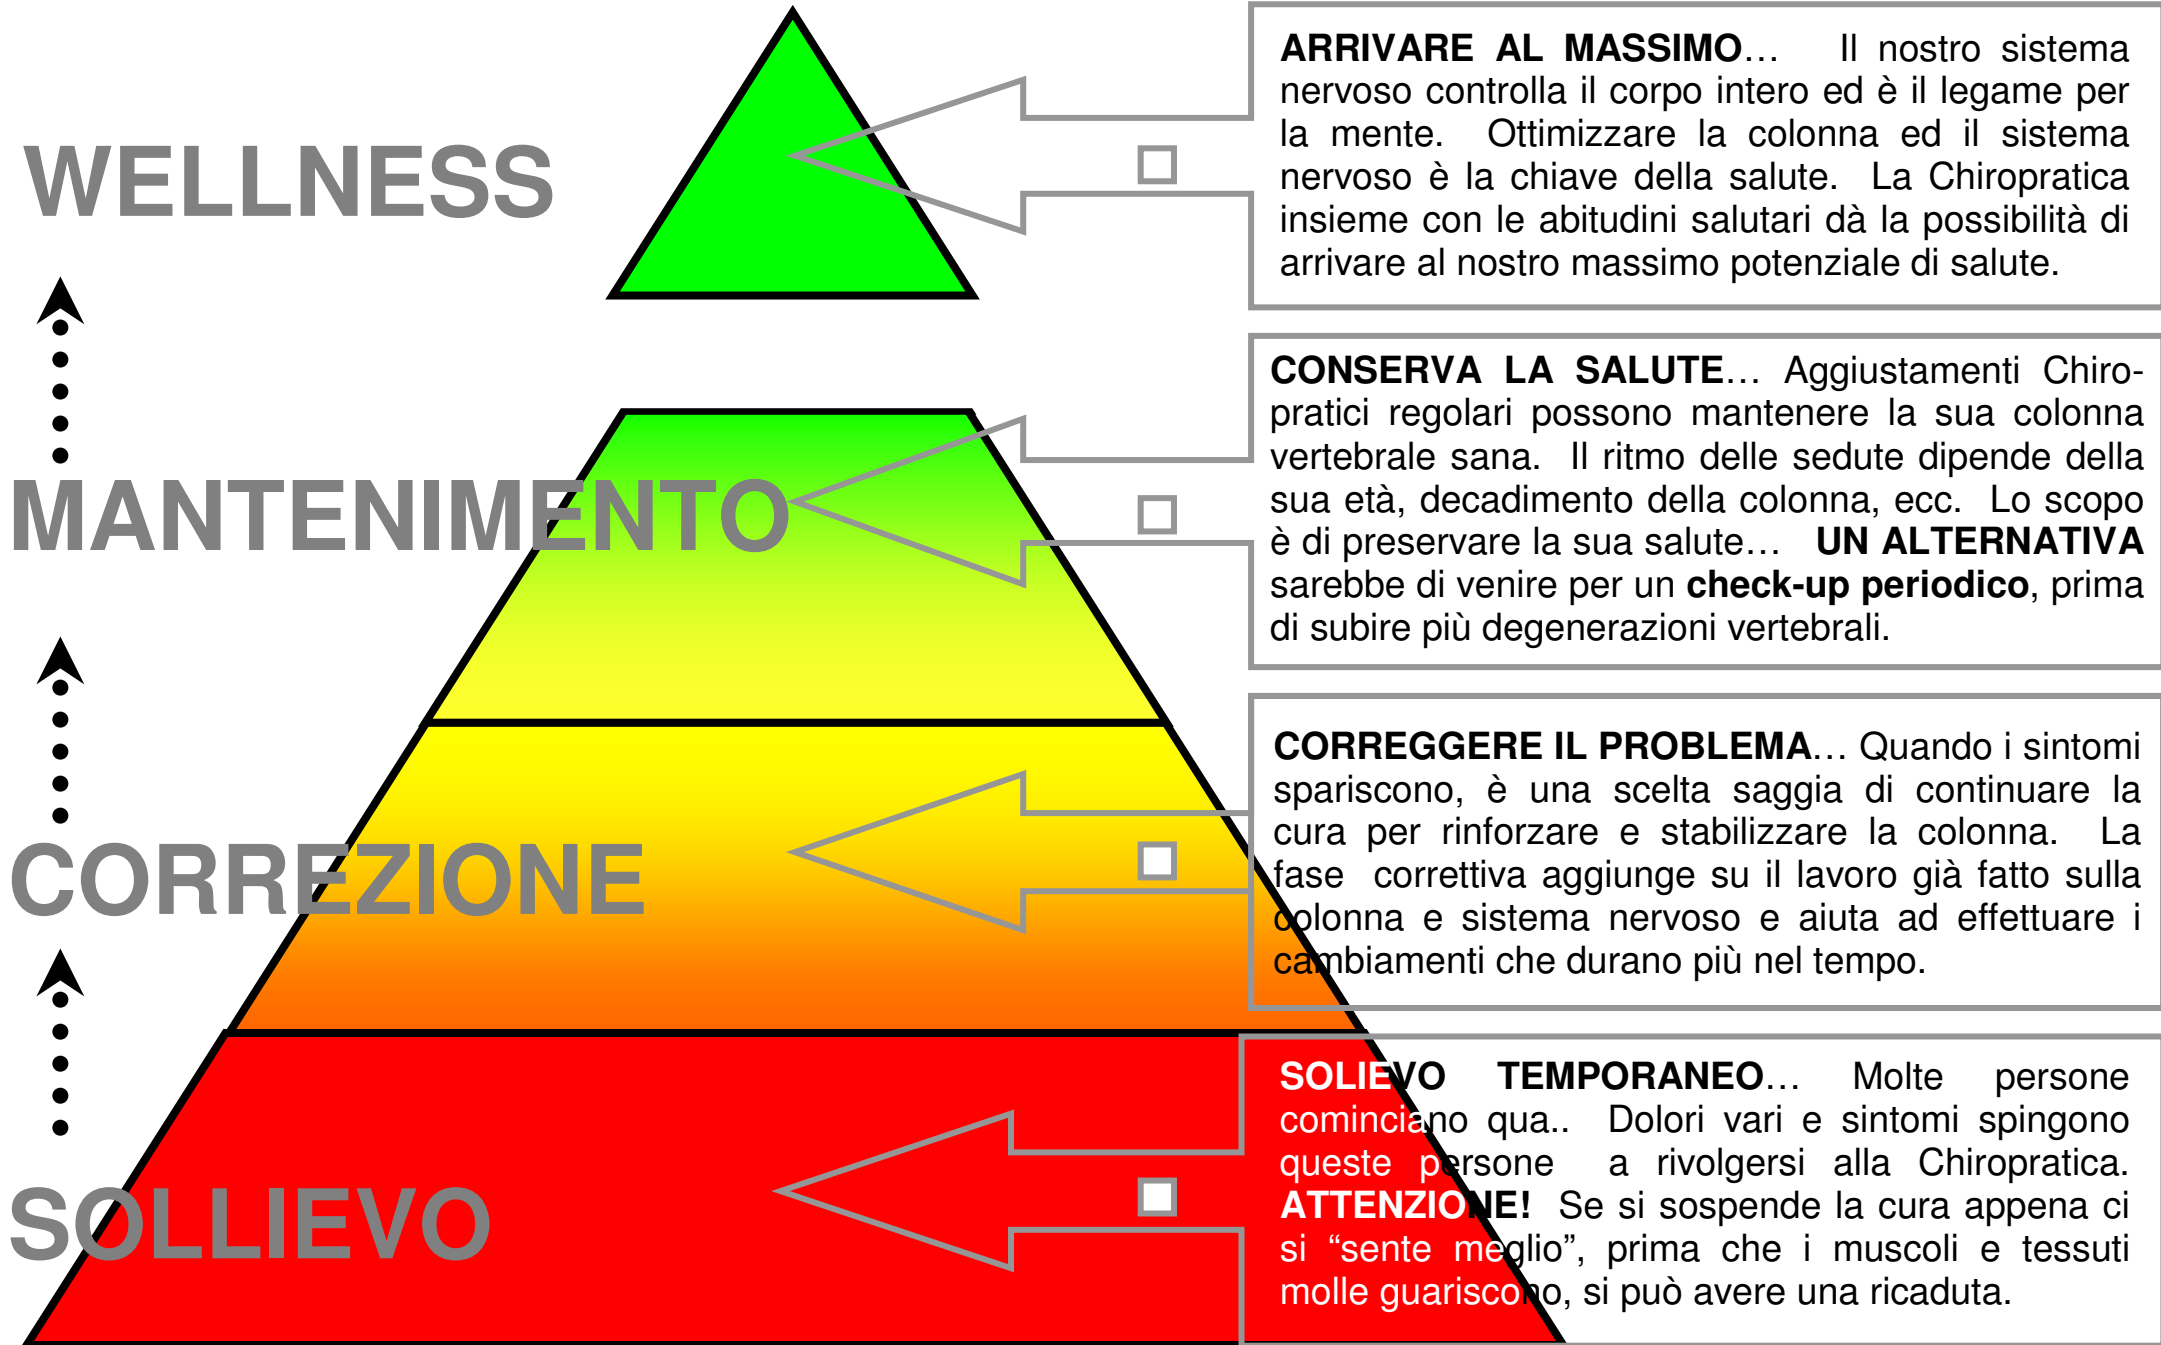 WELLNESS
ARRIVARE AL MASSIMO… Il nostro sistema
nervoso controlla il corpo intero ed è il legame per
la mente. Ottimizzare la colonna ed il sistema
nervoso è la chiave della salute. La Chiropratica
insieme con le abitudini salutari dà la possibilità di
arrivare al nostro massimo potenziale di salute.
MANTENIMENTO
CONSERVA LA SALUTE… Aggiustamenti Chiro-
pratici regolari possono mantenere la sua colonna
vertebrale sana. Il ritmo delle sedute dipende della
sua età, decadimento della colonna, ecc. Lo scopo
è di preservare la sua salute… UN ALTERNATIVA
sarebbe di venire per un check-up periodico, prima
di subire più degenerazioni vertebrali.
CORREZIONE
CORREGGERE IL PROBLEMA… Quando i sintomi
spariscono, è una scelta saggia di continuare la
cura per rinforzare e stabilizzare la colonna. La
fase correttiva aggiunge su il lavoro già fatto sulla
colonna e sistema nervoso e aiuta ad effettuare i
cambiamenti che durano più nel tempo.
SOLLIEVO
SOLIEVO TEMPORANEO… Molte persone
cominciano qua.. Dolori vari e sintomi spingono
queste persone a rivolgersi alla Chiropratica.
ATTENZIONE! Se si sospende la cura appena ci
si “sente meglio”, prima che i muscoli e tessuti
molle guariscono, si può avere una ricaduta.